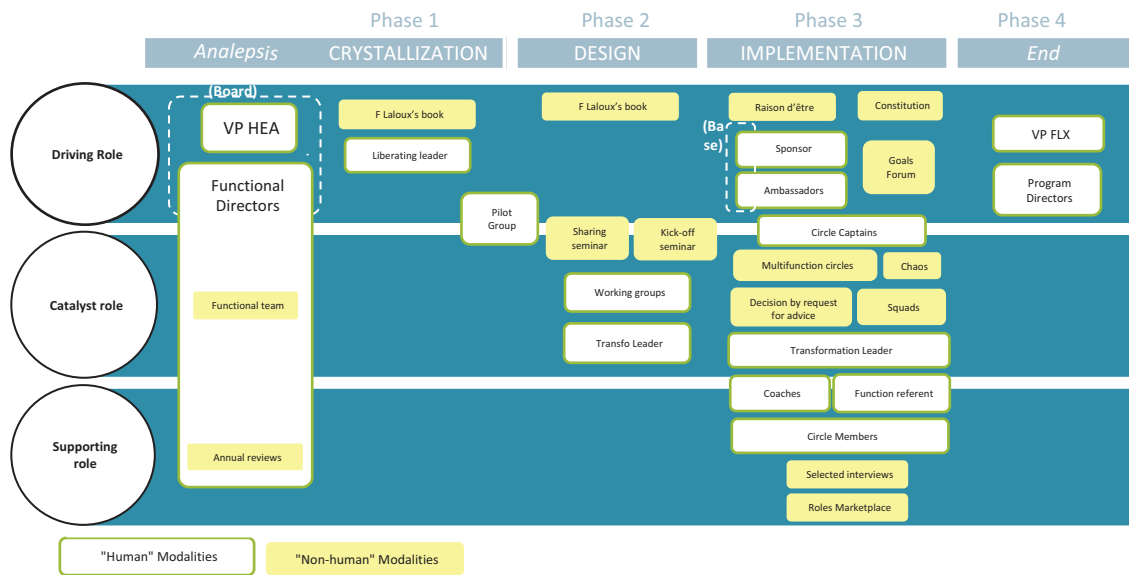 Phase 1
Phase 2
Phase 3
Phase 4
Analepsis
CRYSTALLIZATION
DESIGN
IMPLEMENTATION
End
Driving Role
(Board)
VP HEA
Functional
Directors
F Laloux's book
Liberating leader
Pilot
Group
F Laloux's book
Raison d'être
Constitution
(Ba
se)
Sponsor
Ambassadors
Goals
Forum
VP FLX
Program
Directors
Sharing
seminar
Kick-off
seminar
Circle Captains
Catalyst role
Functional team
Working groups
Transfo Leader
Multifunction circles
Chaos
Decision by request
for advice
Squads
Transformation Leader
Supporting
role
Annual reviews
Coaches
Function referent
Circle Members
Selected interviews
Roles Marketplace
"Human" Modalities
"Non-human" Modalities